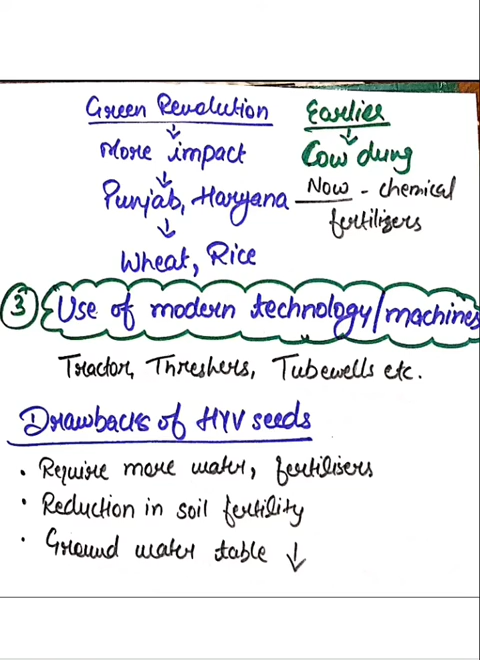 Green Revolution
↓
More impact
↓
Punjab, Haryana
↓
Wheat, Rice
Earlier
↓
Cow dung
Now - chemical
fertilizers
③ Use of modern technology/machines
Tractor, Threshers, Tubewells etc.
Drawbacks of HYV seeds
• Require more water, fertilisers
• Reduction in soil fertility
• Ground water table ↓